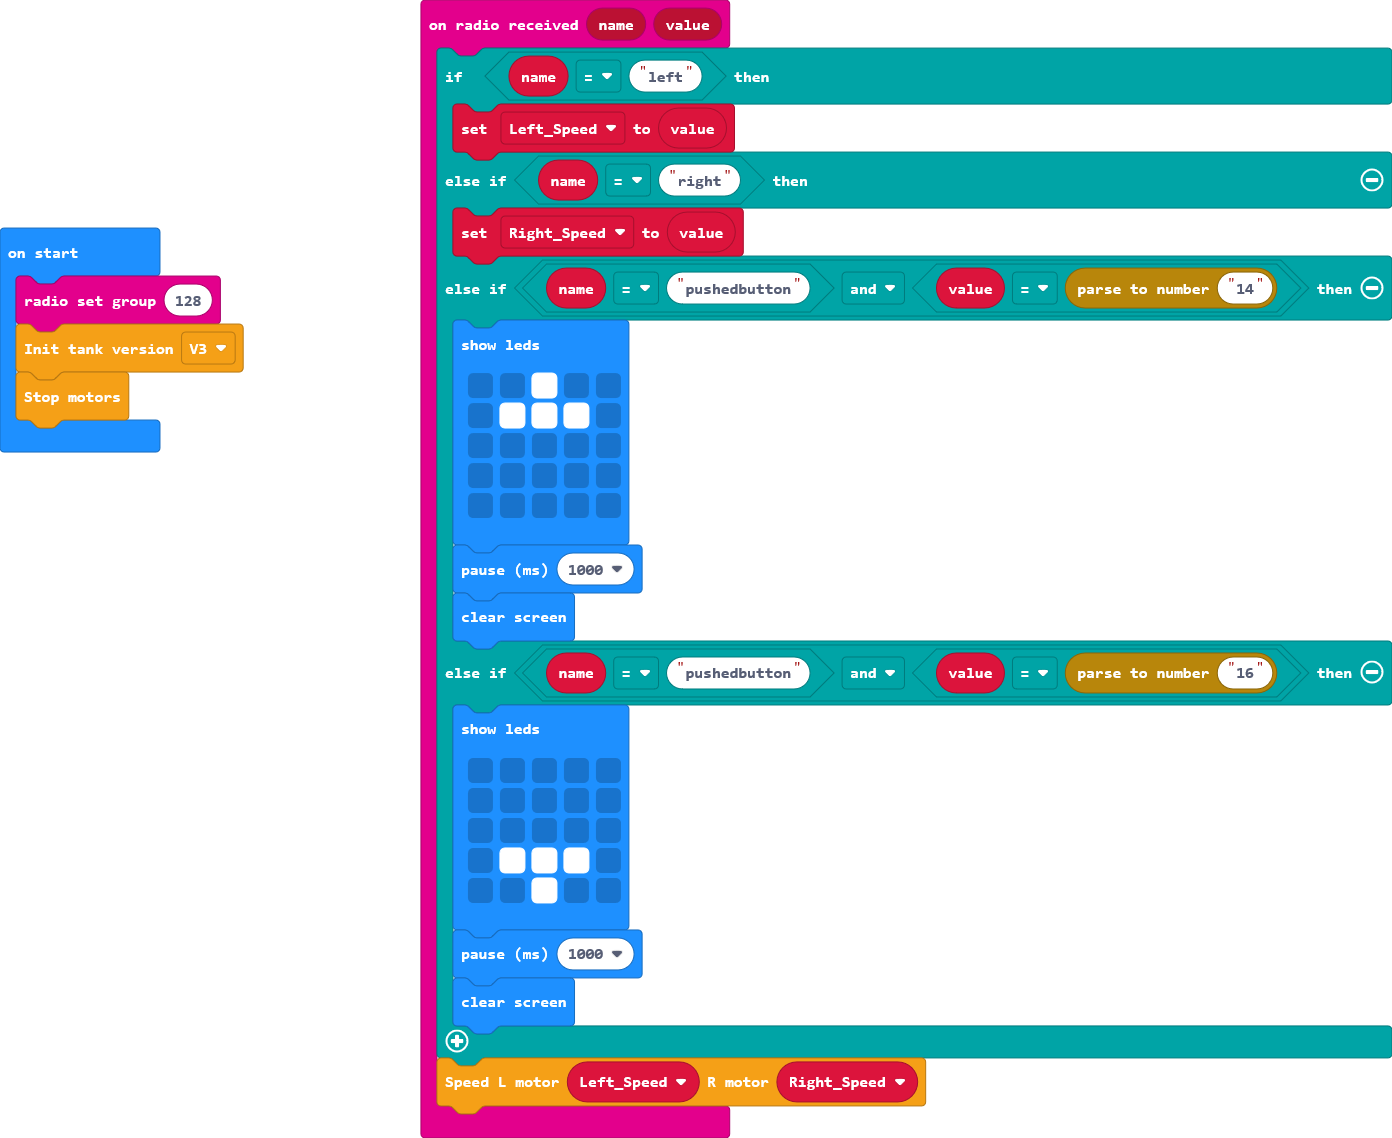 on start
radio set group 128
Init tank version V3
Stop motors
on radio received name value
if name = "left" then
set Left_Speed to value
else if name = "right" then
set Right_Speed to value
else if name = "pushedbutton" and value = parse to number "14" then
show leds
pause (ms) 1000
clear screen
else if name = "pushedbutton" and value = parse to number "16" then
show leds
pause (ms) 1000
clear screen
Speed L motor Left_Speed R motor Right_Speed